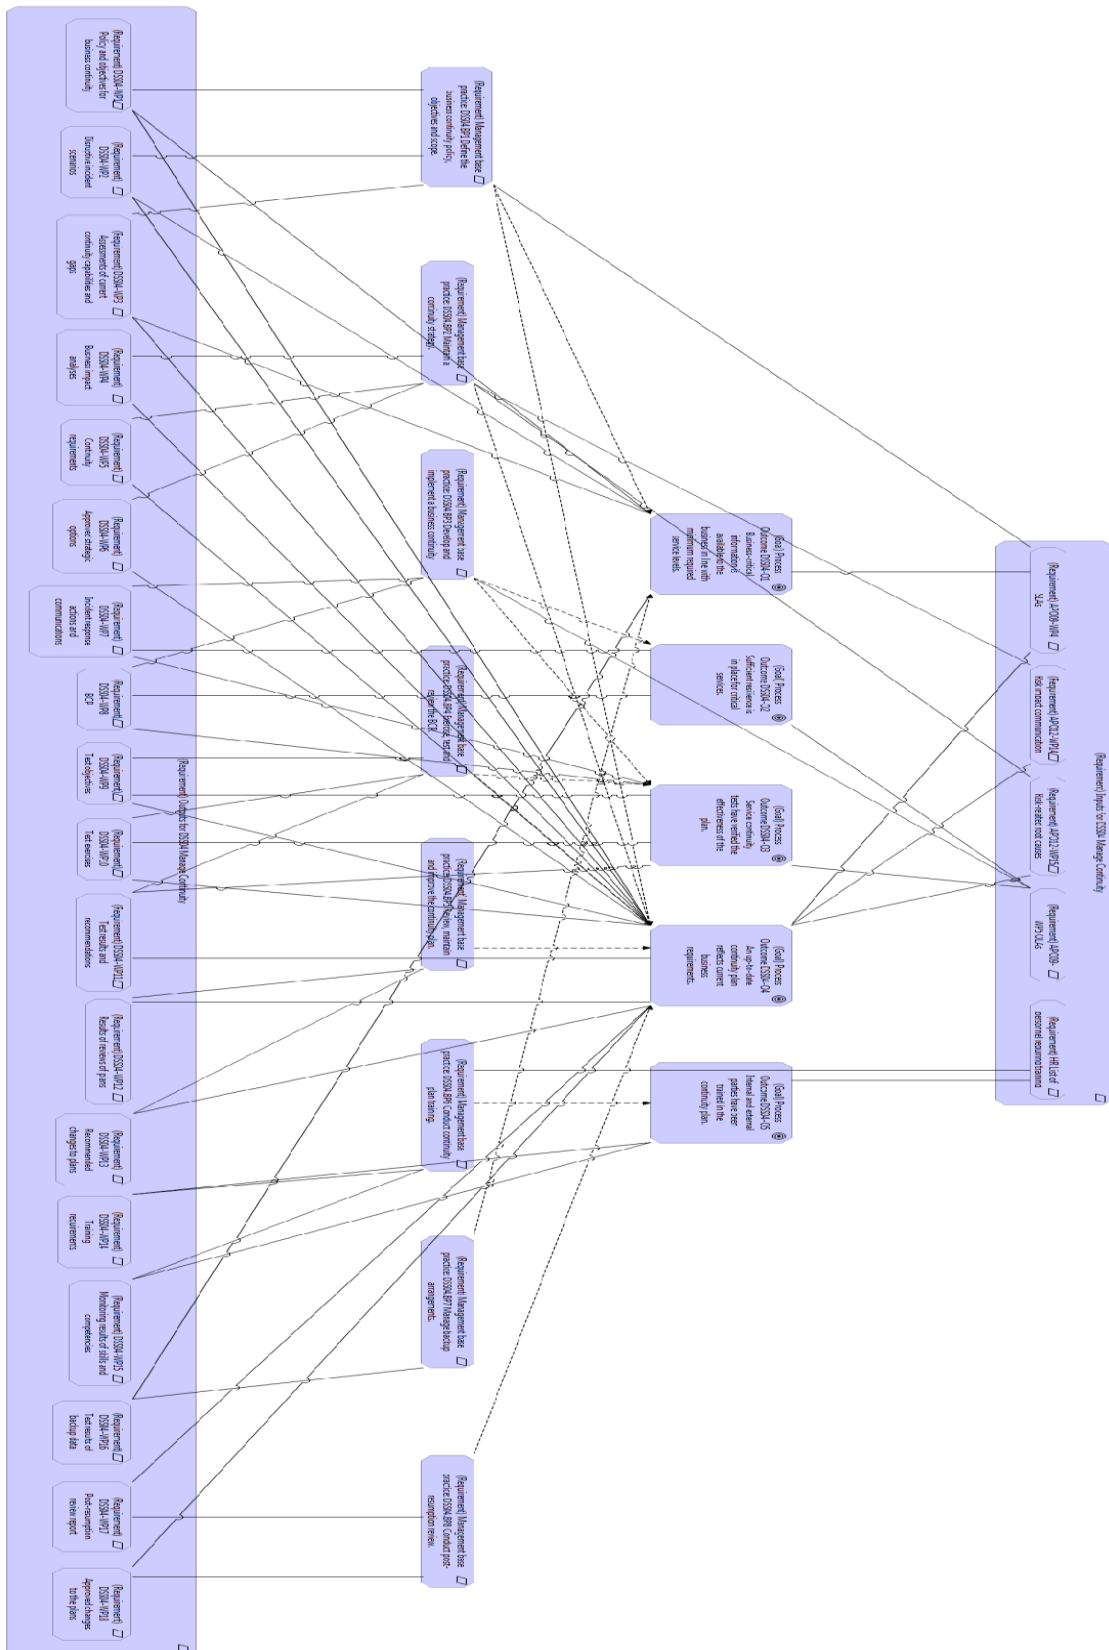 (Requirement) Inputs for DSS04 Manage Continuity
(Requirement) APO09-WP4
SLAs
(Requirement) APO12-WP14
Risk impact communication
(Requirement) APO12-WP15
Risk-related root causes
(Requirement) APO09-
WP5 OLAs
(Requirement) HR List of
personnel requiring training
(Goal) Process
Outcome DSS04-O1
Business-critical
information is
available to the
business in line with
minimum required
service levels.
(Goal) Process
Outcome DSS04-O2
Sufficient resilience is
in place for critical
services.
(Goal) Process
Outcome DSS04-O3
Service continuity
tests have verified the
effectiveness of the
plan.
(Goal) Process
Outcome DSS04-O4
An up-to-date
continuity plan
reflects current
business
requirements.
(Goal) Process
Outcome DSS04-O5
Internal and external
parties have been
trained in the
continuity plan.
(Requirement) Management base
practice: DSS04.BP1 Define the
business continuity policy,
objectives and scope.
(Requirement) Management base
practice: DSS04.BP2 Maintain a
continuity strategy.
(Requirement) Management base
practice: DSS04.BP3 Develop and
implement a business continuity
(Requirement) Management base
practice: DSS04.BP4 Exercise, test and
review the BCP.
(Requirement) Management base
practice: DSS04.BP5 Review, maintain
and improve the continuity plan.
(Requirement) Management base
practice: DSS04.BP6 Conduct continuity
plan training.
(Requirement) Management base
practice: DSS04.BP7 Manage backup
arrangements.
(Requirement) Management base
practice: DSS04.BP8 Conduct post-
resumption review.
(Requirement) Outputs for DSS04 Manage Continuity
(Requirement) DSS04-WP1
Policy and objectives for
business continuity
(Requirement)
DSS04-WP2
Disruptive incident
scenarios
(Requirement) DSS04-WP3
Assessments of current
continuity capabilities and
gaps
(Requirement)
DSS04-WP4
Business impact
analyses
(Requirement)
DSS04-WP5
Continuity
requirements
(Requirement)
DSS04-WP6
Approved strategic
options
(Requirement)
DSS04-WP7
Incident response
actions and
communications
(Requirement)
DSS04-WP8
BCP
(Requirement)
DSS04-WP9
Test objectives
(Requirement)
DSS04-WP10
Test exercises
(Requirement) DSS04-WP11
Test results and
recommendations
(Requirement) DSS04-WP12
Results of reviews of plans
(Requirement)
DSS04-WP13
Recommended
changes to plans
(Requirement)
DSS04-WP14
Training
requirements
(Requirement) DSS04-WP15
Monitoring results of skills and
competencies
(Requirement)
DSS04-WP16
Test results of
backup data
(Requirement)
DSS04-WP17
Post-resumption
review report
(Requirement)
DSS04-WP18
Approved changes
to the plans